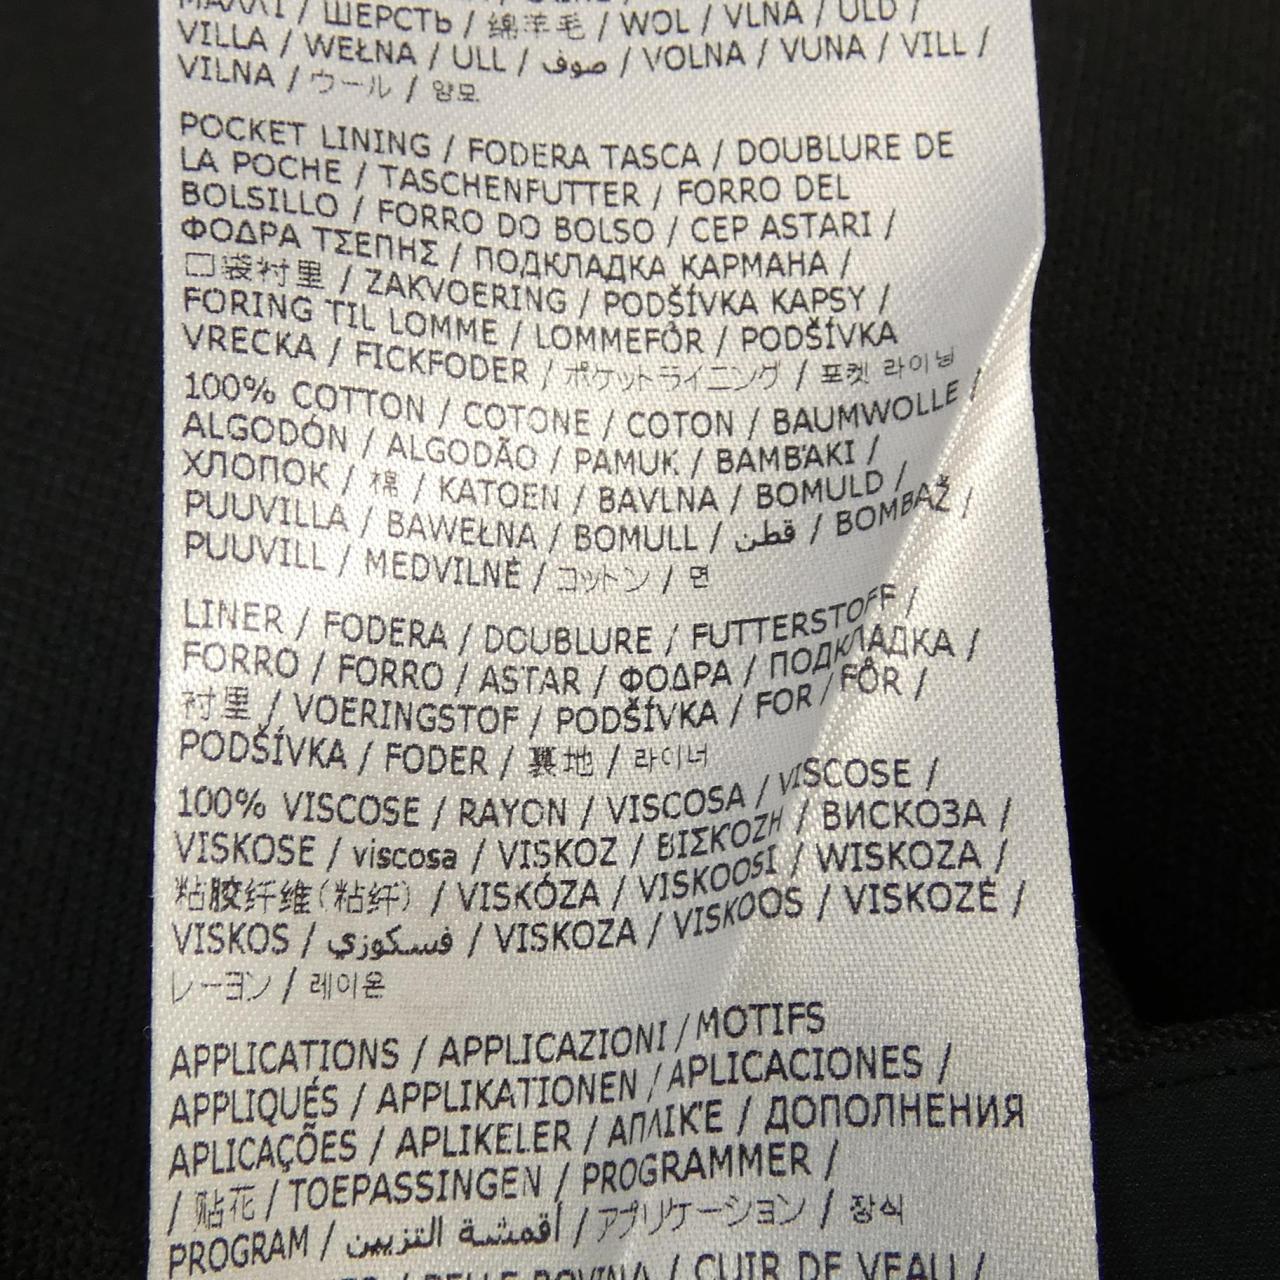 ΜΑΛΛΙ / ШЕРСТЬ / 绵羊毛 / WOL / VLNA / ULD /
VILLA / WEŁNA / ULL / صوف / VOLNA / VUNA / VILL /
VILNA / ウール / 양모
POCKET LINING / FODERA TASCA / DOUBLURE DE
LA POCHE / TASCHENFUTTER / FORRO DEL
BOLSILLO / FORRO DO BOLSO / CEP ASTARI /
ΦΟΔΡΑ ΤΣΕΠΗΣ / ПОДКЛАДКА КАРМАНА /
口袋衬里 / ZAKVOERING / PODŠÍVKA KAPSY /
FORING TIL LOMME / LOMMEFÔR / PODŠÍVKA
VRECKA / FICKFODER / ポケットライニング / 포켓 라이닝
100% COTTON / COTONE / COTON / BAUMWOLLE /
ALGODÓN / ALGODÃO / PAMUK / ΒΑΜΒ'ΑΚΙ /
ХЛОПОК / 棉 / KATOEN / BAVLNA / BOMULD /
PUUVILLA / BAWEŁNA / BOMULL / قطن / BOMBAŽ /
PUUVILL / MEDVILNĖ / コットン / 면
LINER / FODERA / DOUBLURE / FUTTERSTOFF /
FORRO / FORRO / ASTAR / ΦΟΔΡΑ / ПОДКЛАДКА /
衬里 / VOERINGSTOF / PODŠÍVKA / FOR / FÔR /
PODŠÍVKA / FODER / 裏地 / 라이너
100% VISCOSE / RAYON / VISCOSA / VISCOSE /
VISKOSE / viscosa / VISKOZ / ΒΙΣΚΟΖΗ / ВИСКОЗА /
粘胶纤维(粘纤) / VISKÓZA / VISKOOSI / WISKOZA /
VISKOS / فسكوزي / VISKOZA / VISKOOS / VISKOZĖ /
レーヨン / 레이온
APPLICATIONS / APPLICAZIONI / MOTIFS
APPLIQUÉS / APPLIKATIONEN / APLICACIONES /
APLICAÇÕES / APLIKELER / ΑΠΛΙΚ'Ε / ДОПОЛНЕНИЯ
/ 贴花 / TOEPASSINGEN / PROGRAMMER /
PROGRAM / أقمشة التزيين / アプリケーション / 장식
/ PELLE BOVINA / CUIR DE VEAU /